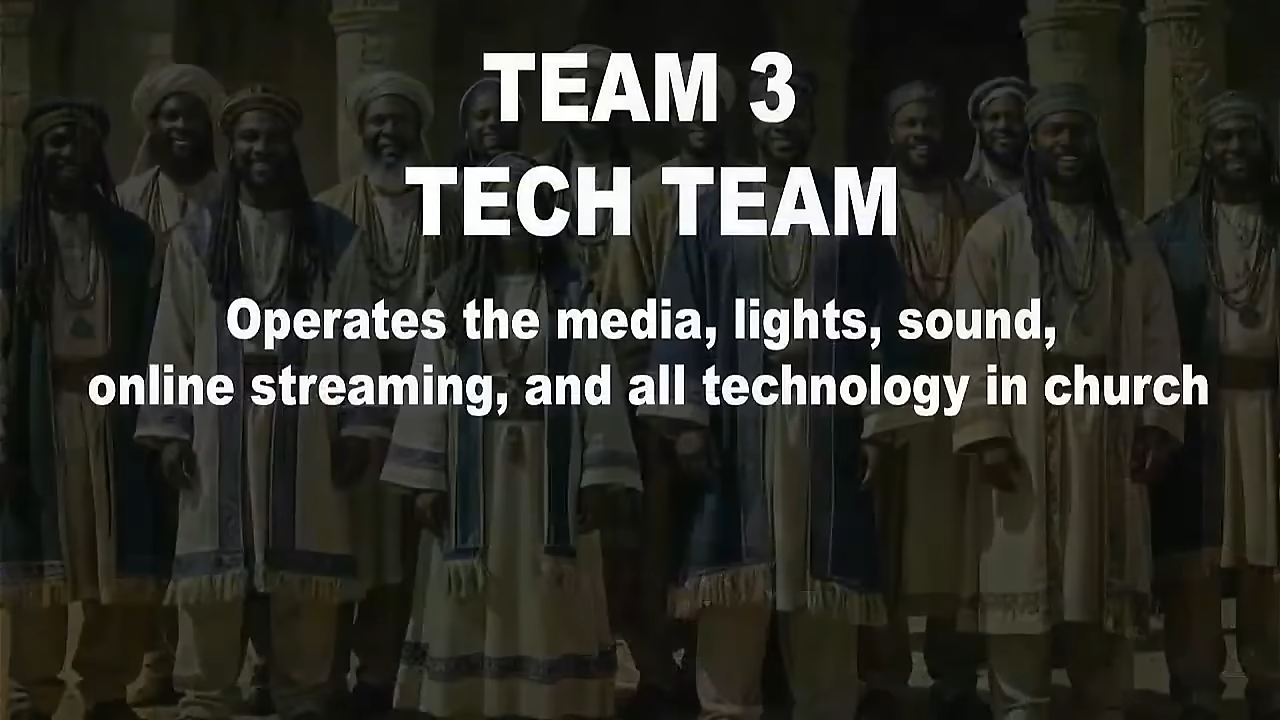 TEAM 3
TECH TEAM
Operates the media, lights, sound,
online streaming, and all technology in church